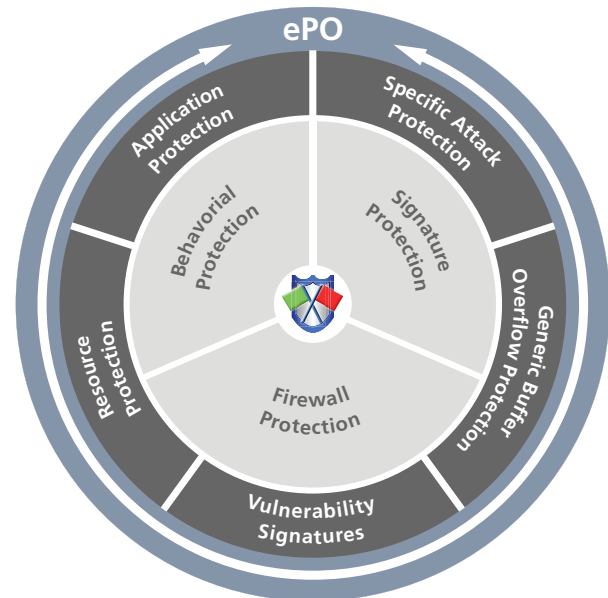 ePO
Application
Protection
Specific Attack
Protection
Behavorial
Protection
Signature
Protection
Resource
Protection
Generic Buffer
Overflow Protection
Firewall
Protection
Vulnerability
Signatures